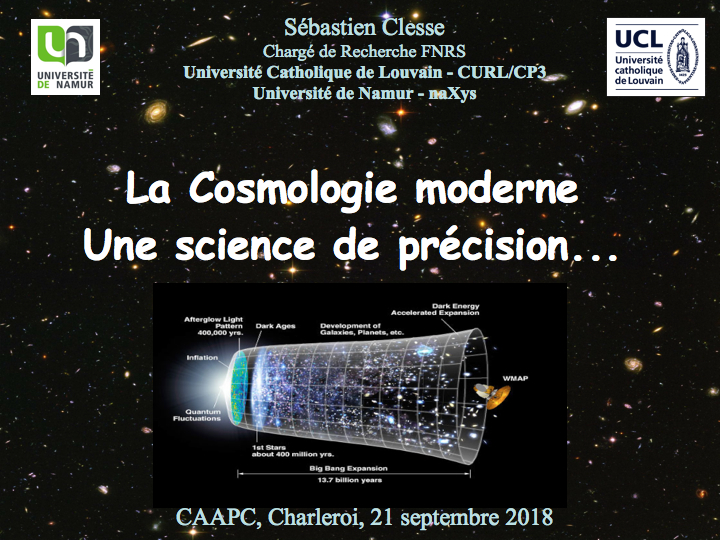 Sébastien Clesse
Chargé de Recherche FNRS
Université Catholique de Louvain - CURL/CP3
Université de Namur - naXys
UNIVERSITÉ
DE NAMUR
UCL
Université
catholique
de Louvain
La Cosmologie moderne
Une science de précision...
Dark Energy
Accelerated Expansion
Afterglow Light
Pattern
400,000 yrs.
Dark Ages
Development of
Galaxies, Planets, etc.
Inflation
WMAP
Quantum
Fluctuations
1st Stars
about 400 million yrs.
Big Bang Expansion
13.7 billion years
CAAPC, Charleroi, 21 septembre 2018